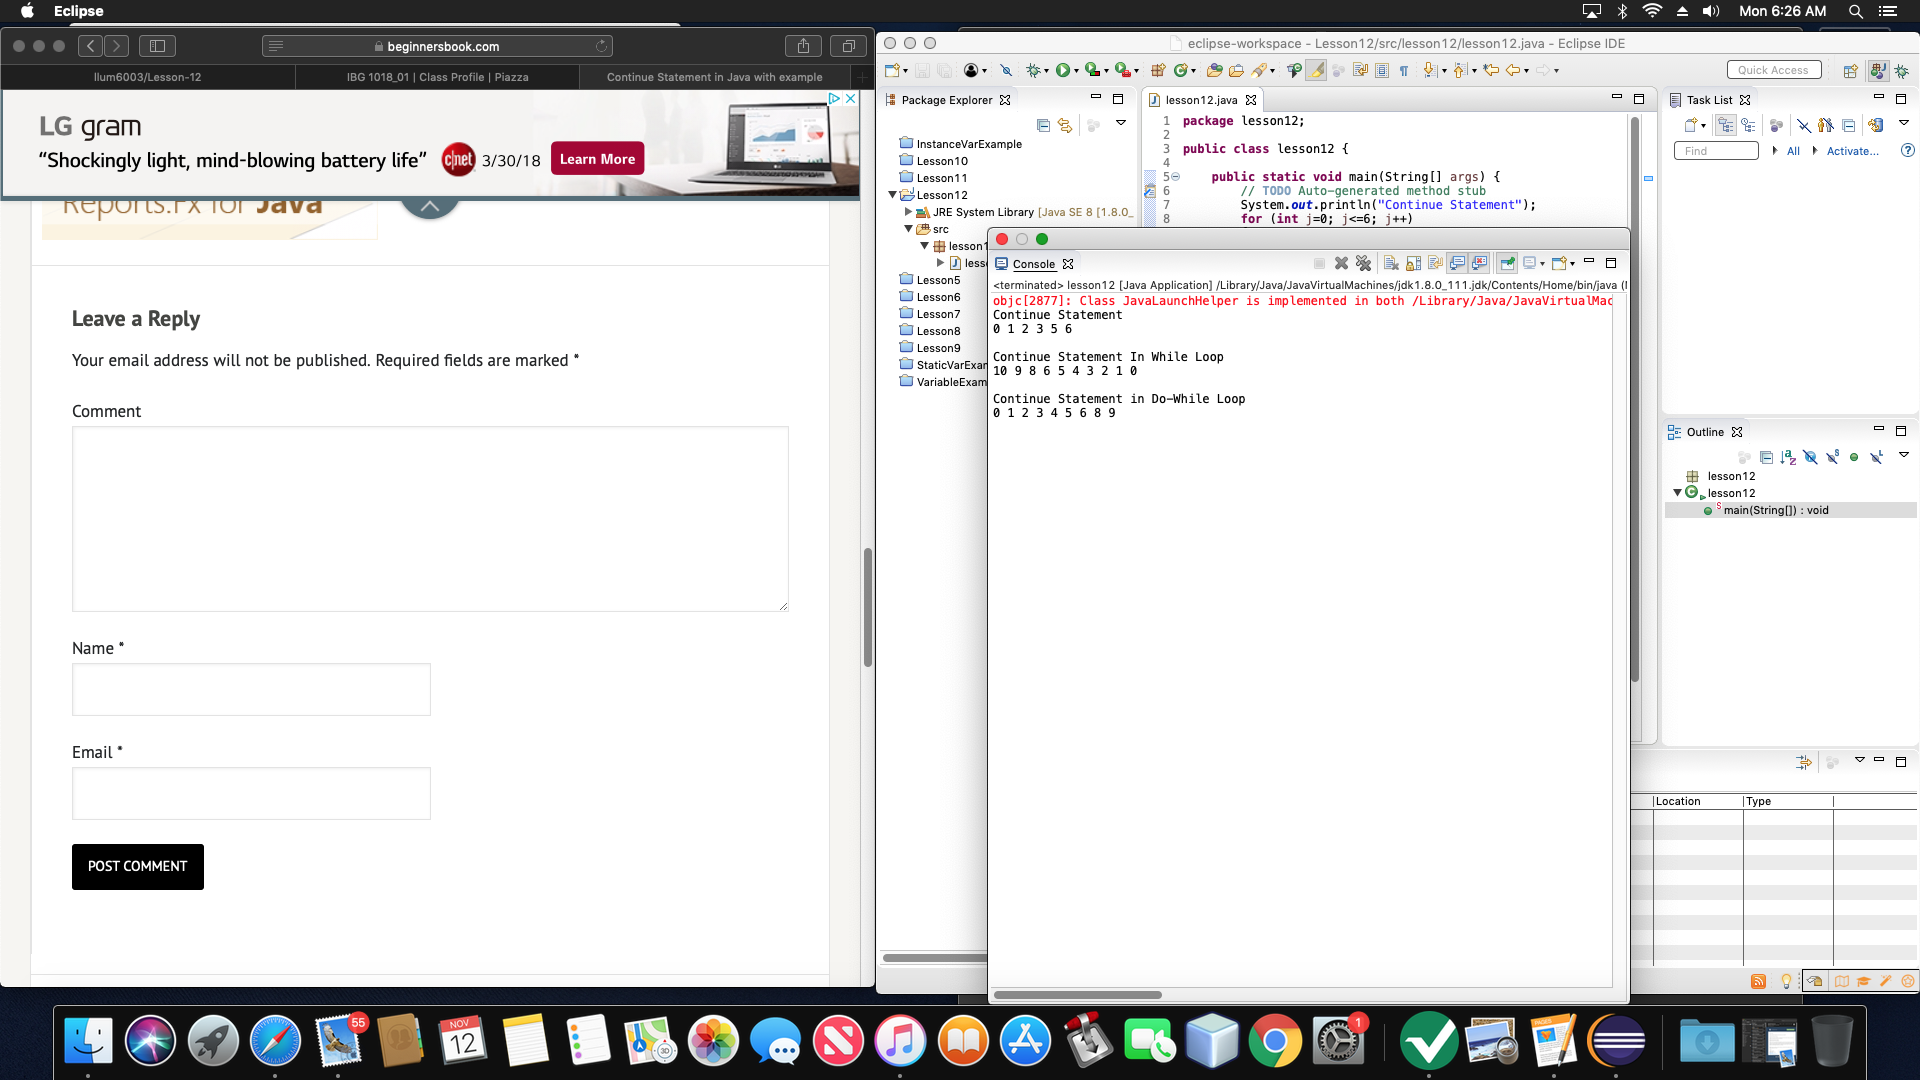 Eclipse
Mon 6:26 AM
beginnersbook.com
llum6003/Lesson-12
IBG 1018_01 | Class Profile | Piazza
Continue Statement in Java with example
LG gram
“Shockingly light, mind-blowing battery life”
c|net
3/30/18
Learn More
Reports.Fx for Java
Leave a Reply
Your email address will not be published. Required fields are marked *
Comment
Name *
Email *
POST COMMENT
eclipse-workspace - Lesson12/src/lesson12/lesson12.java - Eclipse IDE
Quick Access
Package Explorer
InstanceVarExample
Lesson10
Lesson11
Lesson12
JRE System Library [Java SE 8 [1.8.0_
src
lesson1
less
Lesson5
Lesson6
Lesson7
Lesson8
Lesson9
StaticVarExar
VariableExam
lesson12.java
1 package lesson12;
2
3 public class lesson12 {
4
5 public static void main(String[] args) {
6 // TODO Auto-generated method stub
7 System.out.println("Continue Statement");
8 for (int j=0; j<=6; j++)
Console
<terminated> lesson12 [Java Application] /Library/Java/JavaVirtualMachines/jdk1.8.0_111.jdk/Contents/Home/bin/java (
objc[2877]: Class JavaLaunchHelper is implemented in both /Library/Java/JavaVirtualMac
Continue Statement
0 1 2 3 5 6
Continue Statement In While Loop
10 9 8 6 5 4 3 2 1 0
Continue Statement in Do-While Loop
0 1 2 3 4 5 6 8 9
Task List
Find
All
Activate...
Outline
lesson12
lesson12
main(String[]) : void
Location
Type
55
NOV
12
3D
1
PAGES